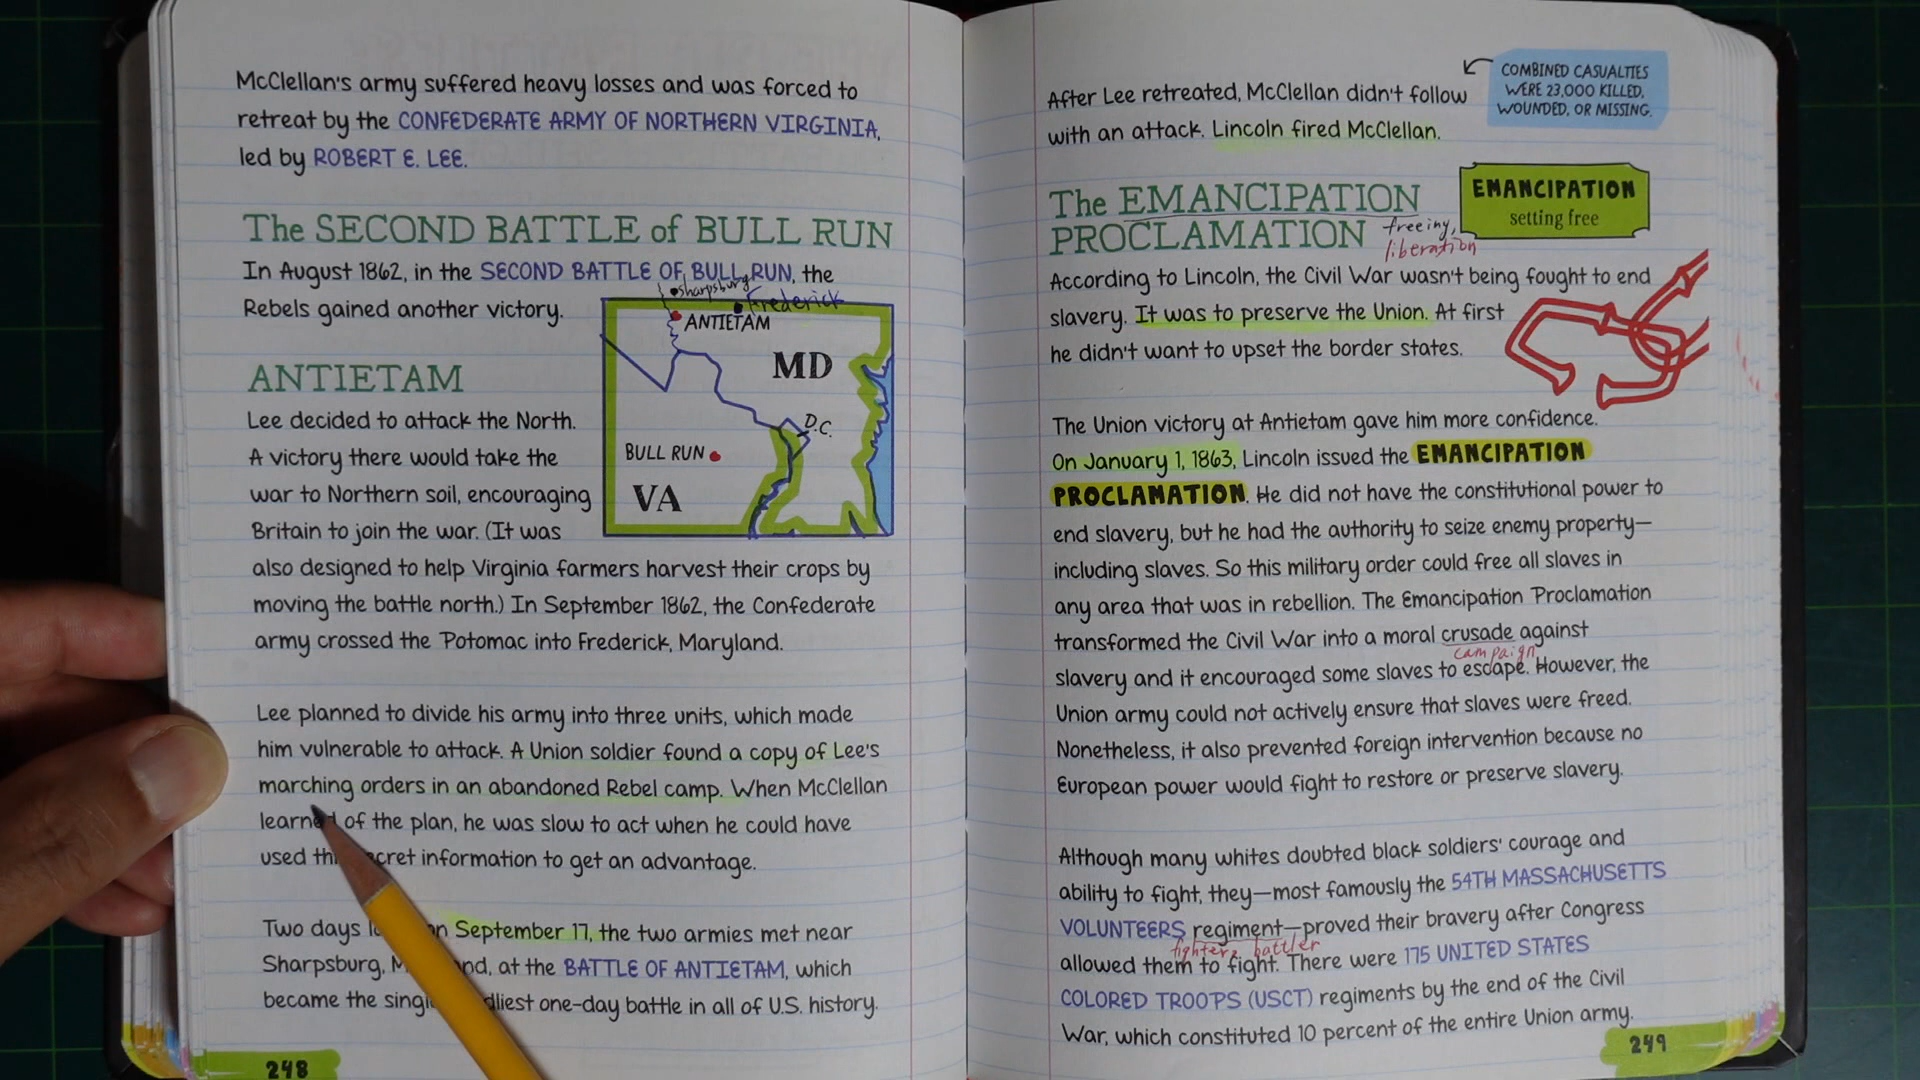 McClellan's army suffered heavy losses and was forced to
retreat by the CONFEDERATE ARMY OF NORTHERN VIRGINIA,
led by ROBERT E. LEE.
The SECOND BATTLE of BULL RUN
In August 1862, in the SECOND BATTLE OF BULL RUN, the
Rebels gained another victory.
sharpsburg
Frederick
ANTIETAM
MD
D.C.
BULL RUN
VA
ANTIETAM
Lee decided to attack the North.
A victory there would take the
war to Northern soil, encouraging
Britain to join the war. (It was
also designed to help Virginia farmers harvest their crops by
moving the battle north.) In September 1862, the Confederate
army crossed the Potomac into Frederick, Maryland.
Lee planned to divide his army into three units, which made
him vulnerable to attack. A Union soldier found a copy of Lee's
marching orders in an abandoned Rebel camp. When McClellan
learned of the plan, he was slow to act when he could have
used cret information to get an advantage.
Two days September 17, the two armies met near
Sharpsburg, nd, at the BATTLE OF ANTIETAM, which
became the dliest one-day battle in all of U.S. history.
248
After Lee retreated, McClellan didn't follow
with an attack. Lincoln fired McClellan.
COMBINED CASUALTIES
WERE 23,000 KILLED,
WOUNDED, OR MISSING.
The EMANCIPATION
PROCLAMATION
freeing,
liberation
EMANCIPATION
setting free
According to Lincoln, the Civil War wasn't being fought to end
slavery. It was to preserve the Union. At first
he didn't want to upset the border states.
The Union victory at Antietam gave him more confidence.
On January 1, 1863, Lincoln issued the EMANCIPATION
PROCLAMATION. He did not have the constitutional power to
end slavery, but he had the authority to seize enemy property—
including slaves. So this military order could free all slaves in
any area that was in rebellion. The Emancipation Proclamation
transformed the Civil War into a moral crusade against
campaign
slavery and it encouraged some slaves to escape. However, the
Union army could not actively ensure that slaves were freed.
Nonetheless, it also prevented foreign intervention because no
European power would fight to restore or preserve slavery.
Although many whites doubted black soldiers' courage and
ability to fight, they—most famously the 54TH MASSACHUSETTS
VOLUNTEERS regiment—proved their bravery after Congress
fighter, battler
allowed them to fight. There were 175 UNITED STATES
COLORED TROOPS (USCT) regiments by the end of the Civil
War, which constituted 10 percent of the entire Union army.
249